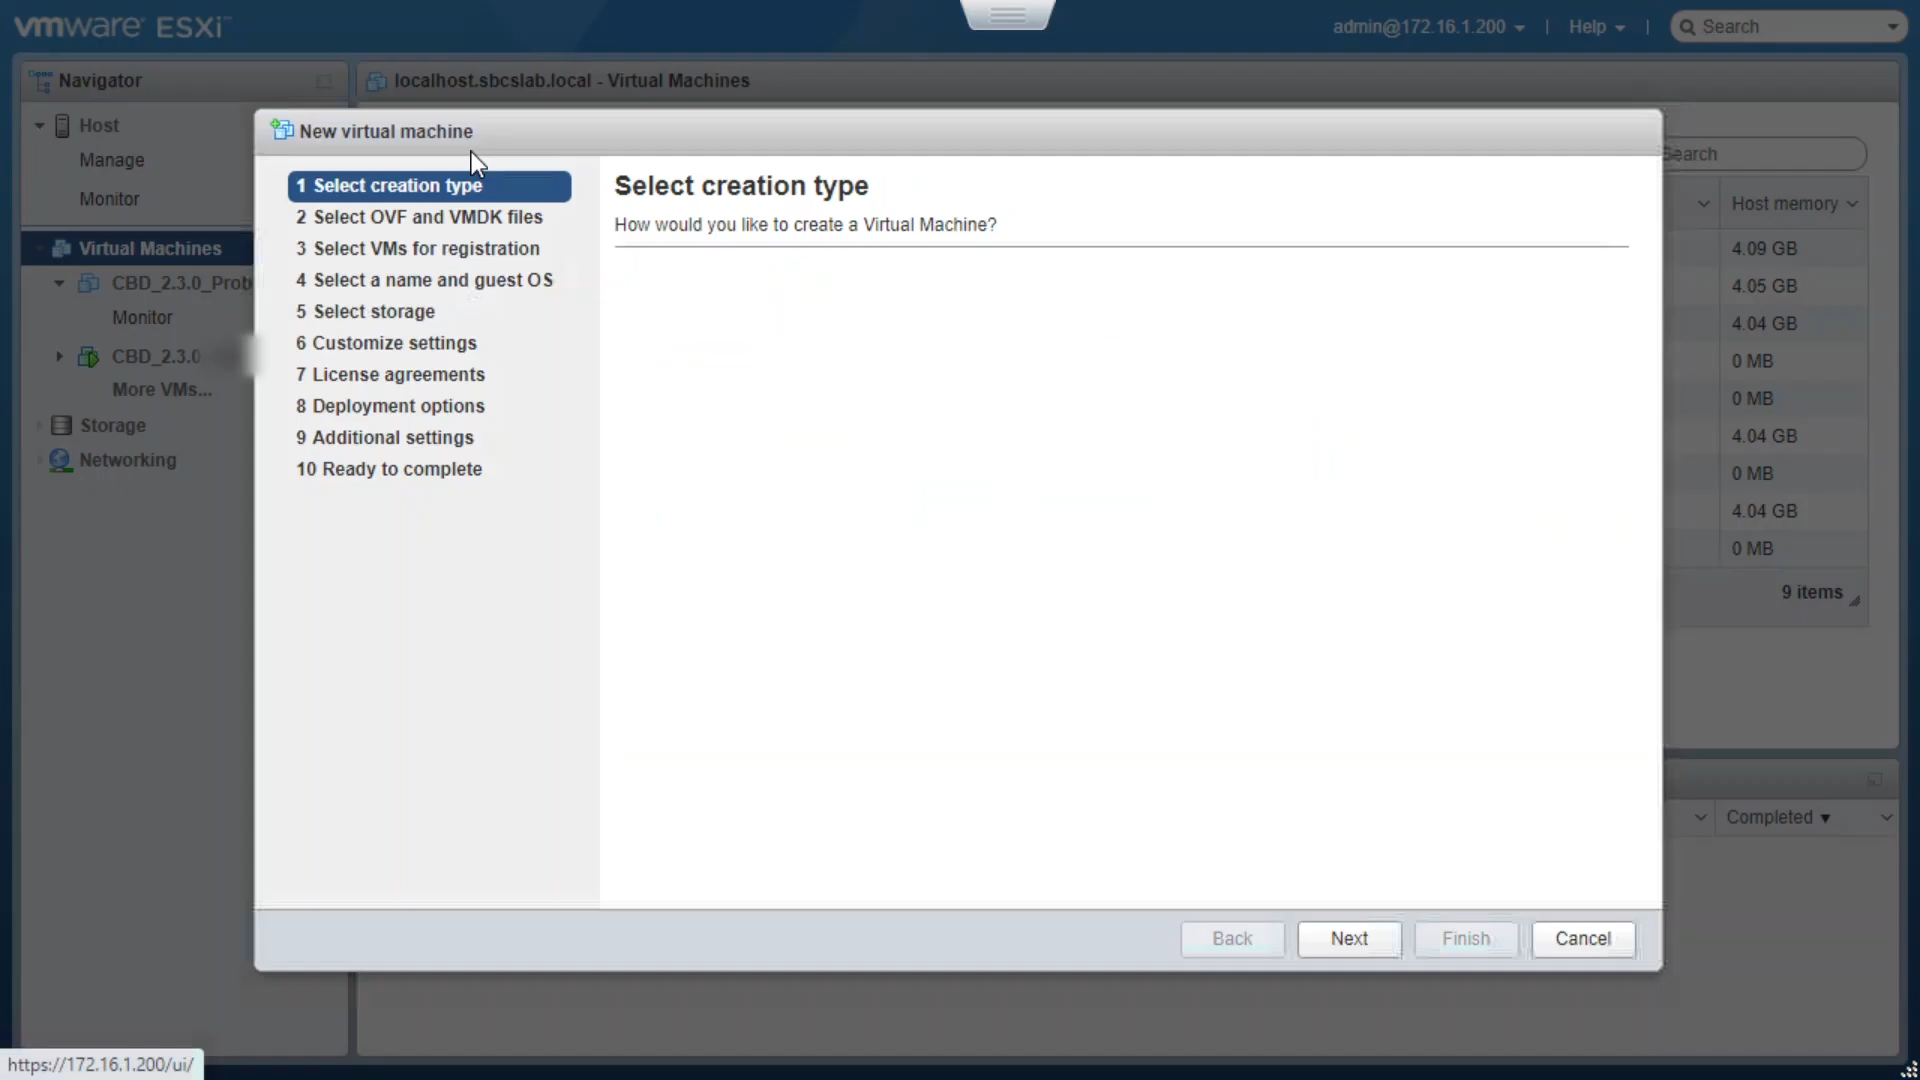 vmware ESXi
admin@172.16.1.200
|
Help
|
Search
Navigator
localhost.sbcslab.local - Virtual Machines
Host
Manage
Monitor
Virtual Machines
CBD_2.3.0_Prob
Monitor
CBD_2.3.0
More VMs...
Storage
Networking
New virtual machine
1 Select creation type
2 Select OVF and VMDK files
3 Select VMs for registration
4 Select a name and guest OS
5 Select storage
6 Customize settings
7 License agreements
8 Deployment options
9 Additional settings
10 Ready to complete
Select creation type
How would you like to create a Virtual Machine?
Back
Next
Finish
Cancel
Search
Host memory
4.09 GB
4.05 GB
4.04 GB
0 MB
0 MB
4.04 GB
0 MB
4.04 GB
0 MB
9 items
Completed ▼
https://172.16.1.200/ui/